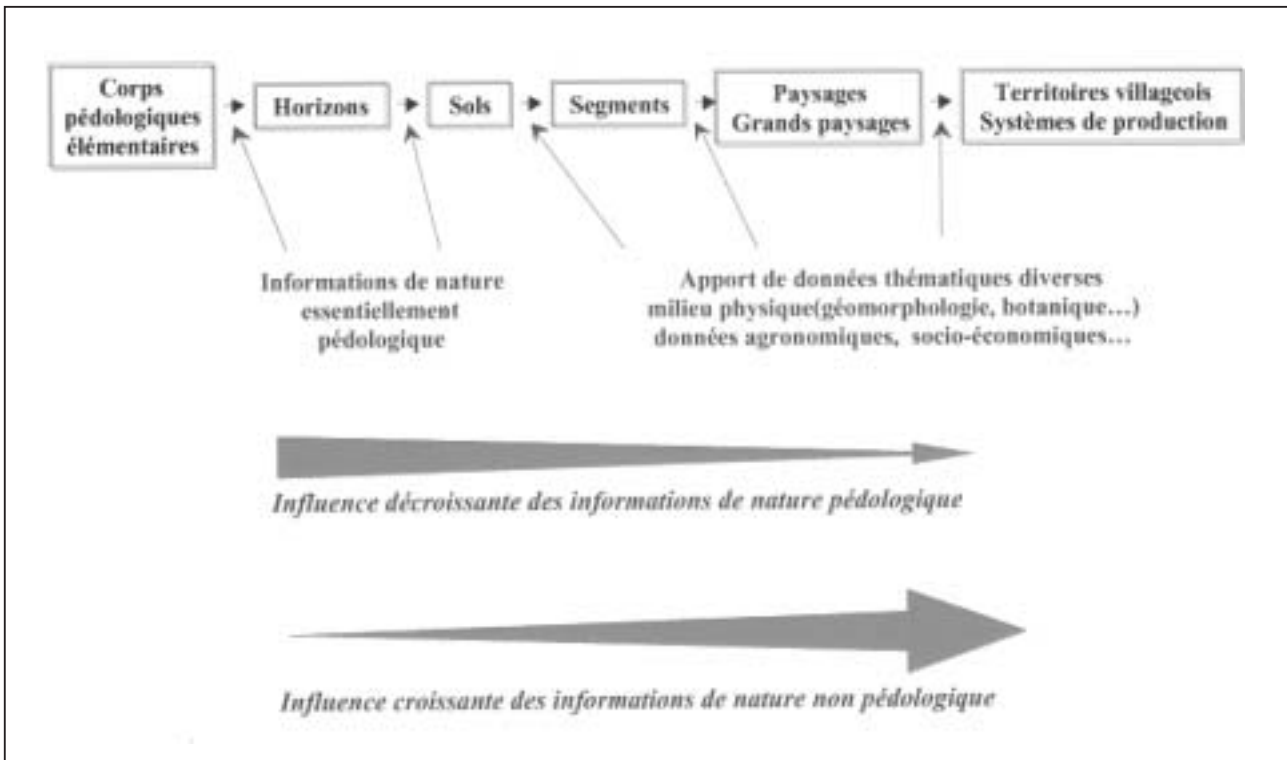 Corps
pédologiques
élémentaires
Horizons
Sols
Segments
Paysages
Grands paysages
Territoires villageois
Systèmes de production
Informations de nature
essentiellement
pédologique
Apport de données thématiques diverses
milieu physique(géomorphologie, botanique…)
données agronomiques, socio-économiques…
Influence décroissante des informations de nature pédologique
Influence croissante des informations de nature non pédologique